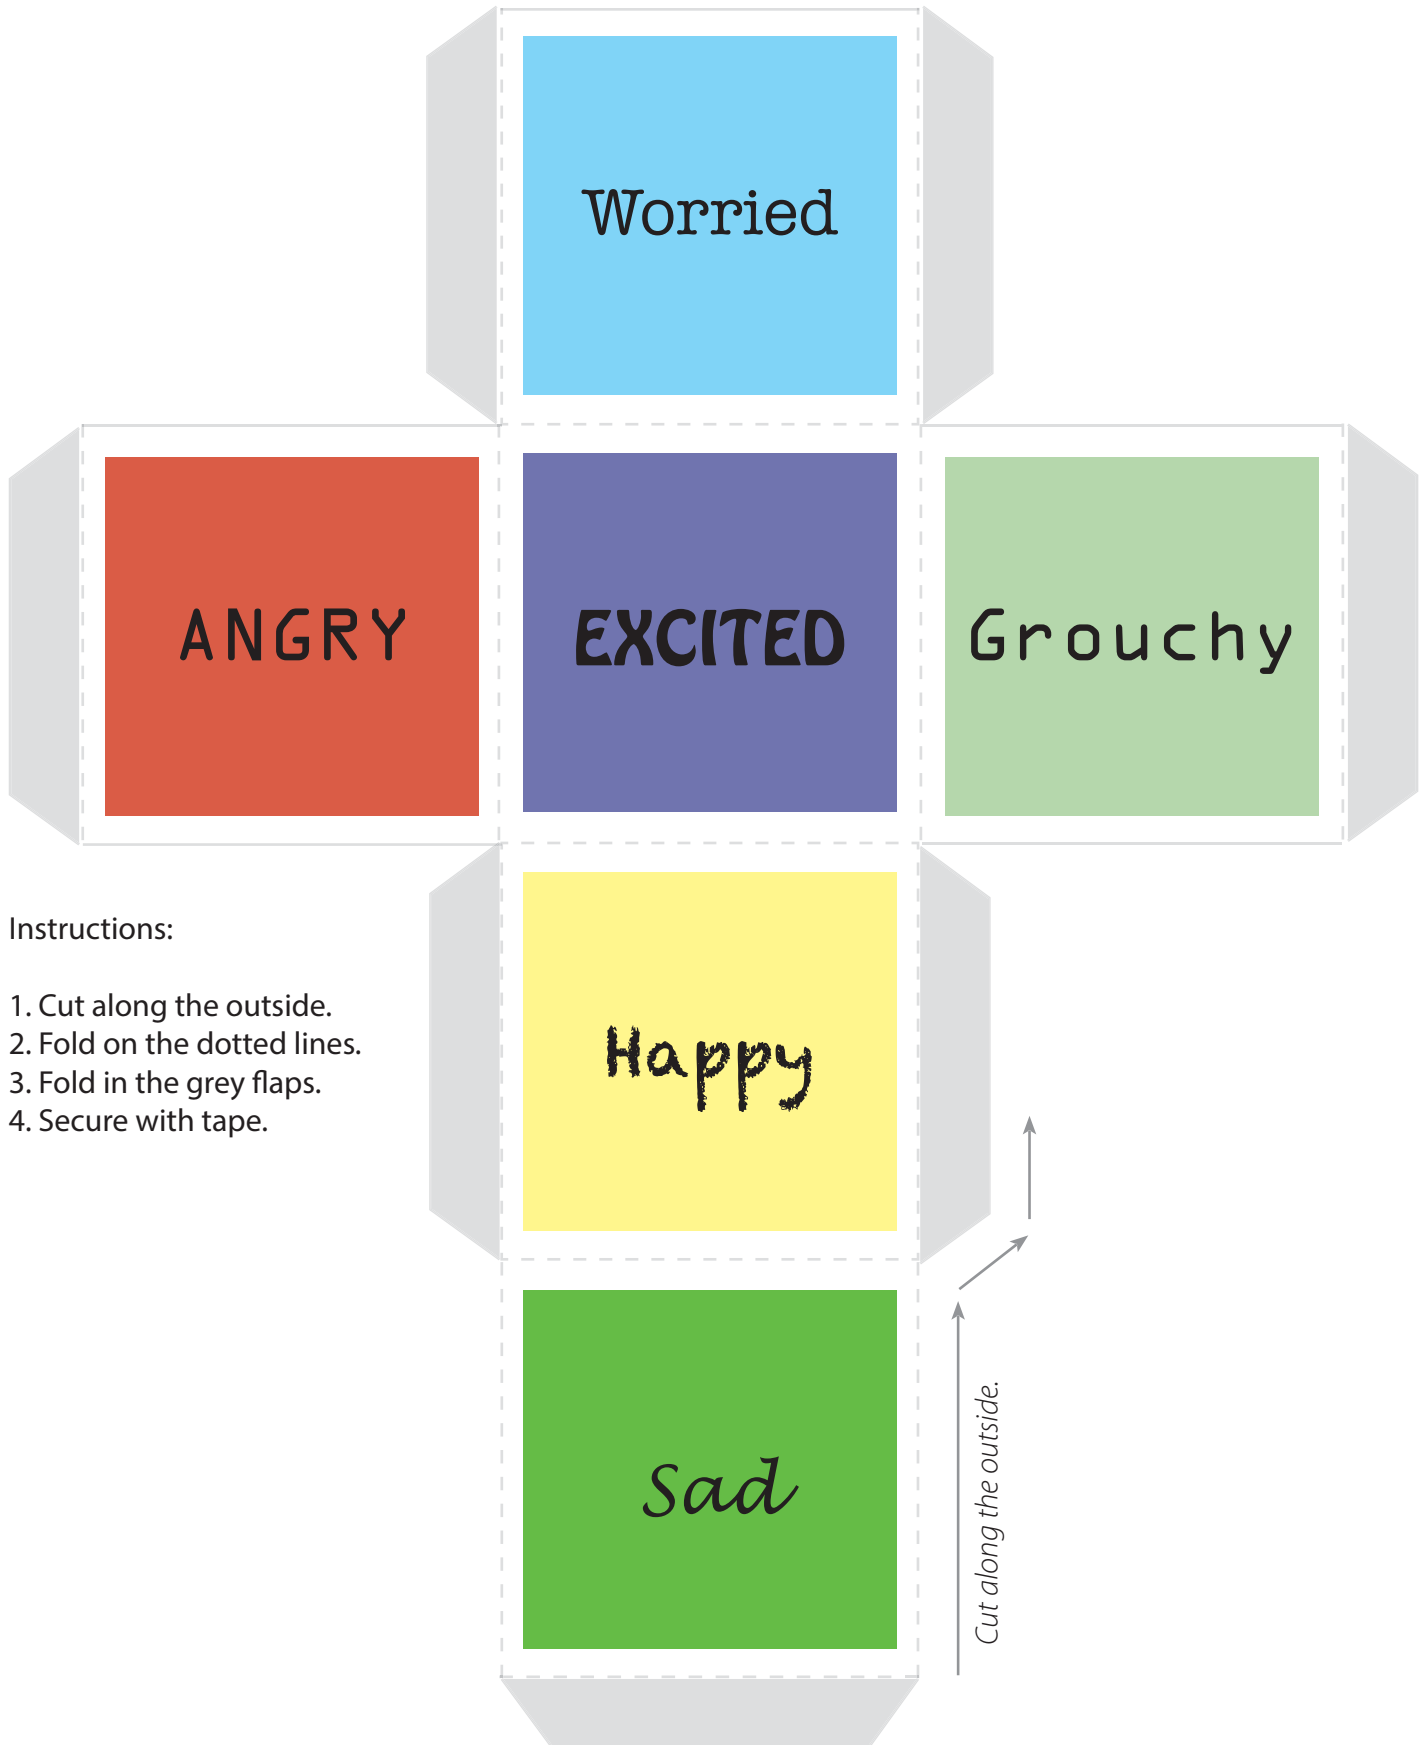 Worried
ANGRY
EXCITED
Grouchy
Happy
Instructions:
1. Cut along the outside.
2. Fold on the dotted lines.
3. Fold in the grey flaps.
4. Secure with tape.
Sad
Cut along the outside.